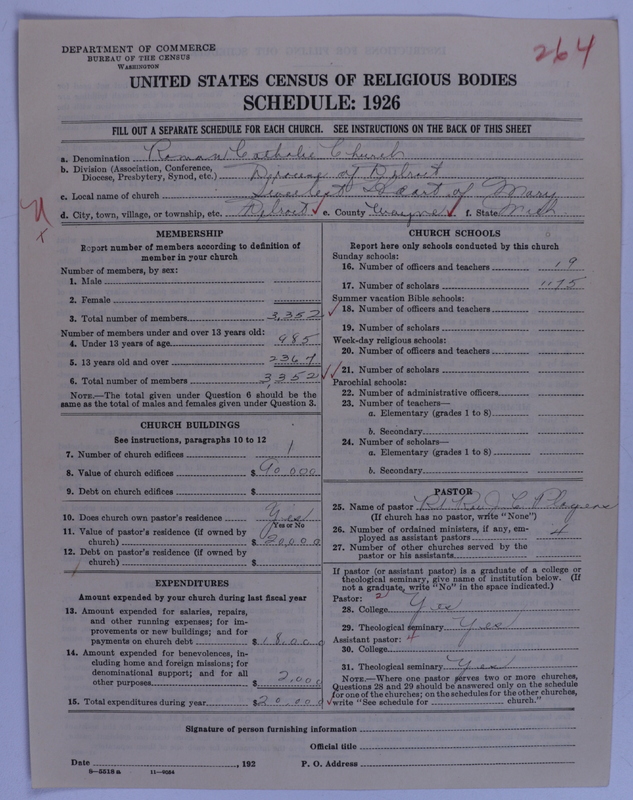 264
DEPARTMENT OF COMMERCE
BUREAU OF THE CENSUS
WASHINGTON
UNITED STATES CENSUS OF RELIGIOUS BODIES
SCHEDULE: 1926
FILL OUT A SEPARATE SCHEDULE FOR EACH CHURCH. SEE INSTRUCTIONS ON THE BACK OF THIS SHEET
a. Denomination Roman Catholic Church
b. Division (Association, Conference, Diocese, Presbytery, Synod, etc.) Diocese of Detroit
c. Local name of church Heart of Mary
d. City, town, village, or township, etc. Detroit e. County Wayne f. State Mich
MEMBERSHIP
Report number of members according to definition of member in your church
Number of members, by sex:
1. Male
2. Female
3. Total number of members 3,352
Number of members under and over 13 years old:
4. Under 13 years of age 985
5. 13 years old and over 2367
6. Total number of members 3,352
NOTE.—The total given under Question 6 should be the same as the total of males and females given under Question 3.
CHURCH BUILDINGS
See instructions, paragraphs 10 to 12
7. Number of church edifices 1
8. Value of church edifices $ 90,000
9. Debt on church edifices $
10. Does church own pastor's residence Yes
Yes or No
11. Value of pastor's residence (if owned by church) $ 20,000
12. Debt on pastor's residence (if owned by church) $
EXPENDITURES
Amount expended by your church during last fiscal year
13. Amount expended for salaries, repairs, and other running expenses; for improvements or new buildings; and for payments on church debt $ 18,000
14. Amount expended for benevolences, including home and foreign missions; for denominational support; and for all other purposes $ 2,000
15. Total expenditures during year $ 20,000
CHURCH SCHOOLS
Report here only schools conducted by this church
Sunday schools:
16. Number of officers and teachers 19
17. Number of scholars 1175
Summer vacation Bible schools:
18. Number of officers and teachers
19. Number of scholars
Week-day religious schools:
20. Number of officers and teachers
21. Number of scholars
Parochial schools:
22. Number of administrative officers
23. Number of teachers—
a. Elementary (grades 1 to 8)
b. Secondary
24. Number of scholars—
a. Elementary (grades 1 to 8)
b. Secondary
PASTOR
25. Name of pastor Rt Rev J C Plagens
(If church has no pastor, write "None")
26. Number of ordained ministers, if any, employed as assistant pastors 4
27. Number of other churches served by the pastor or his assistants
If pastor (or assistant pastor) is a graduate of a college or theological seminary, give name of institution below. (If not a graduate, write "No" in the space indicated.)
Pastor:
28. College Yes
29. Theological seminary Yes
Assistant pastor: 4
30. College
31. Theological seminary Yes
NOTE.—Where one pastor serves two or more churches, Questions 28 and 29 should be answered only on the schedule for one of the churches; on the schedules for the other churches, write "See schedule for church."
Signature of person furnishing information
Official title
Date , 192 P. O. Address
8—5518 a 11—9054